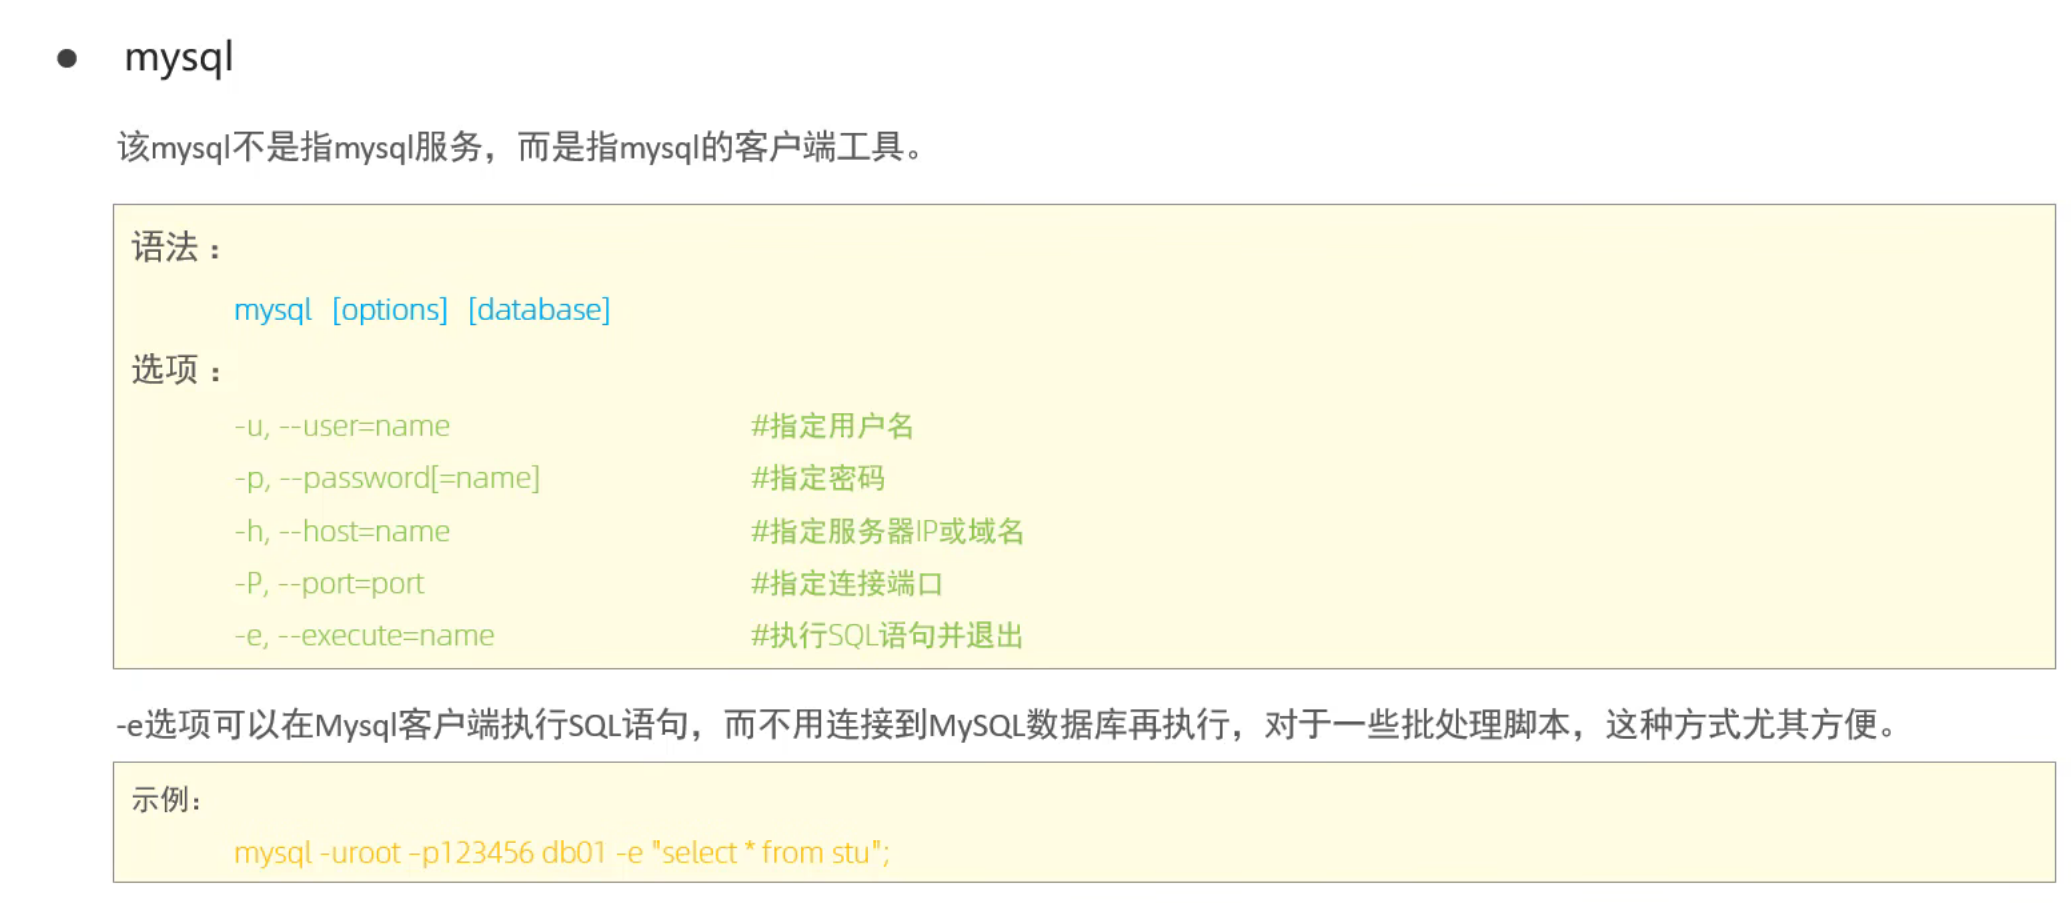 ● mysql
该mysql不是指mysql服务，而是指mysql的客户端工具。
语法：
mysql [options] [database]
选项：
-u, --user=name #指定用户名
-p, --password[=name] #指定密码
-h, --host=name #指定服务器IP或域名
-P, --port=port #指定连接端口
-e, --execute=name #执行SQL语句并退出
-e选项可以在Mysql客户端执行SQL语句，而不用连接到MySQL数据库再执行，对于一些批处理脚本，这种方式尤其方便。
示例：
mysql -uroot –p123456 db01 -e "select * from stu";